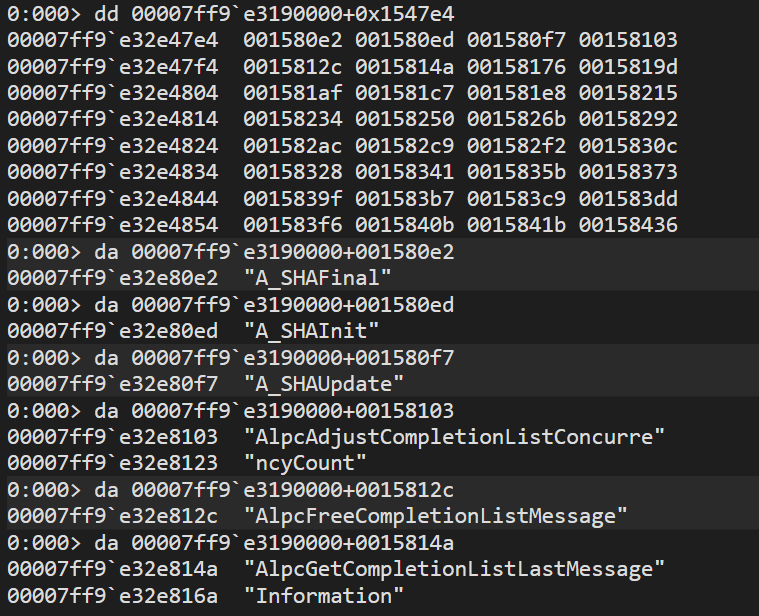 0:000> dd 00007ff9`e3190000+0x1547e4
00007ff9`e32e47e4  001580e2 001580ed 001580f7 00158103
00007ff9`e32e47f4  0015812c 0015814a 00158176 0015819d
00007ff9`e32e4804  001581af 001581c7 001581e8 00158215
00007ff9`e32e4814  00158234 00158250 0015826b 00158292
00007ff9`e32e4824  001582ac 001582c9 001582f2 0015830c
00007ff9`e32e4834  00158328 00158341 0015835b 00158373
00007ff9`e32e4844  0015839f 001583b7 001583c9 001583dd
00007ff9`e32e4854  001583f6 0015840b 0015841b 00158436
0:000> da 00007ff9`e3190000+001580e2
00007ff9`e32e80e2  "A_SHAFinal"
0:000> da 00007ff9`e3190000+001580ed
00007ff9`e32e80ed  "A_SHAInit"
0:000> da 00007ff9`e3190000+001580f7
00007ff9`e32e80f7  "A_SHAUpdate"
0:000> da 00007ff9`e3190000+00158103
00007ff9`e32e8103  "AlpcAdjustCompletionListConcurre"
00007ff9`e32e8123  "ncyCount"
0:000> da 00007ff9`e3190000+0015812c
00007ff9`e32e812c  "AlpcFreeCompletionListMessage"
0:000> da 00007ff9`e3190000+0015814a
00007ff9`e32e814a  "AlpcGetCompletionListLastMessage"
00007ff9`e32e816a  "Information"